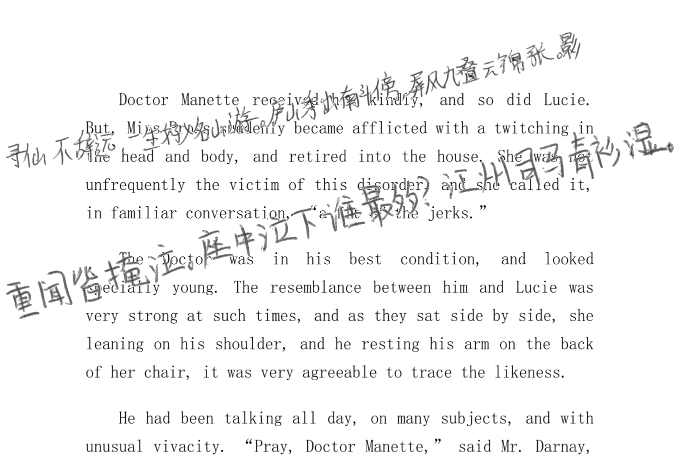 Doctor Manette received him kindly, and so did Lucie.
But, Miss Pross suddenly became afflicted with a twitching in
the head and body, and retired into the house. She was not
unfrequently the victim of this disorder, and she called it,
in familiar conversation, “a fit of the jerks.”
The Doctor was in his best condition, and looked
specially young. The resemblance between him and Lucie was
very strong at such times, and as they sat side by side, she
leaning on his shoulder, and he resting his arm on the back
of her chair, it was very agreeable to trace the likeness.
He had been talking all day, on many subjects, and with
unusual vivacity. “Pray, Doctor Manette,” said Mr. Darnay,
寻仙不辞远一生好入名山游。庐山秀出南斗傍屏风九叠云锦张。影
重闻皆掩泣。座中泣下谁最多?江州司马青衫湿。